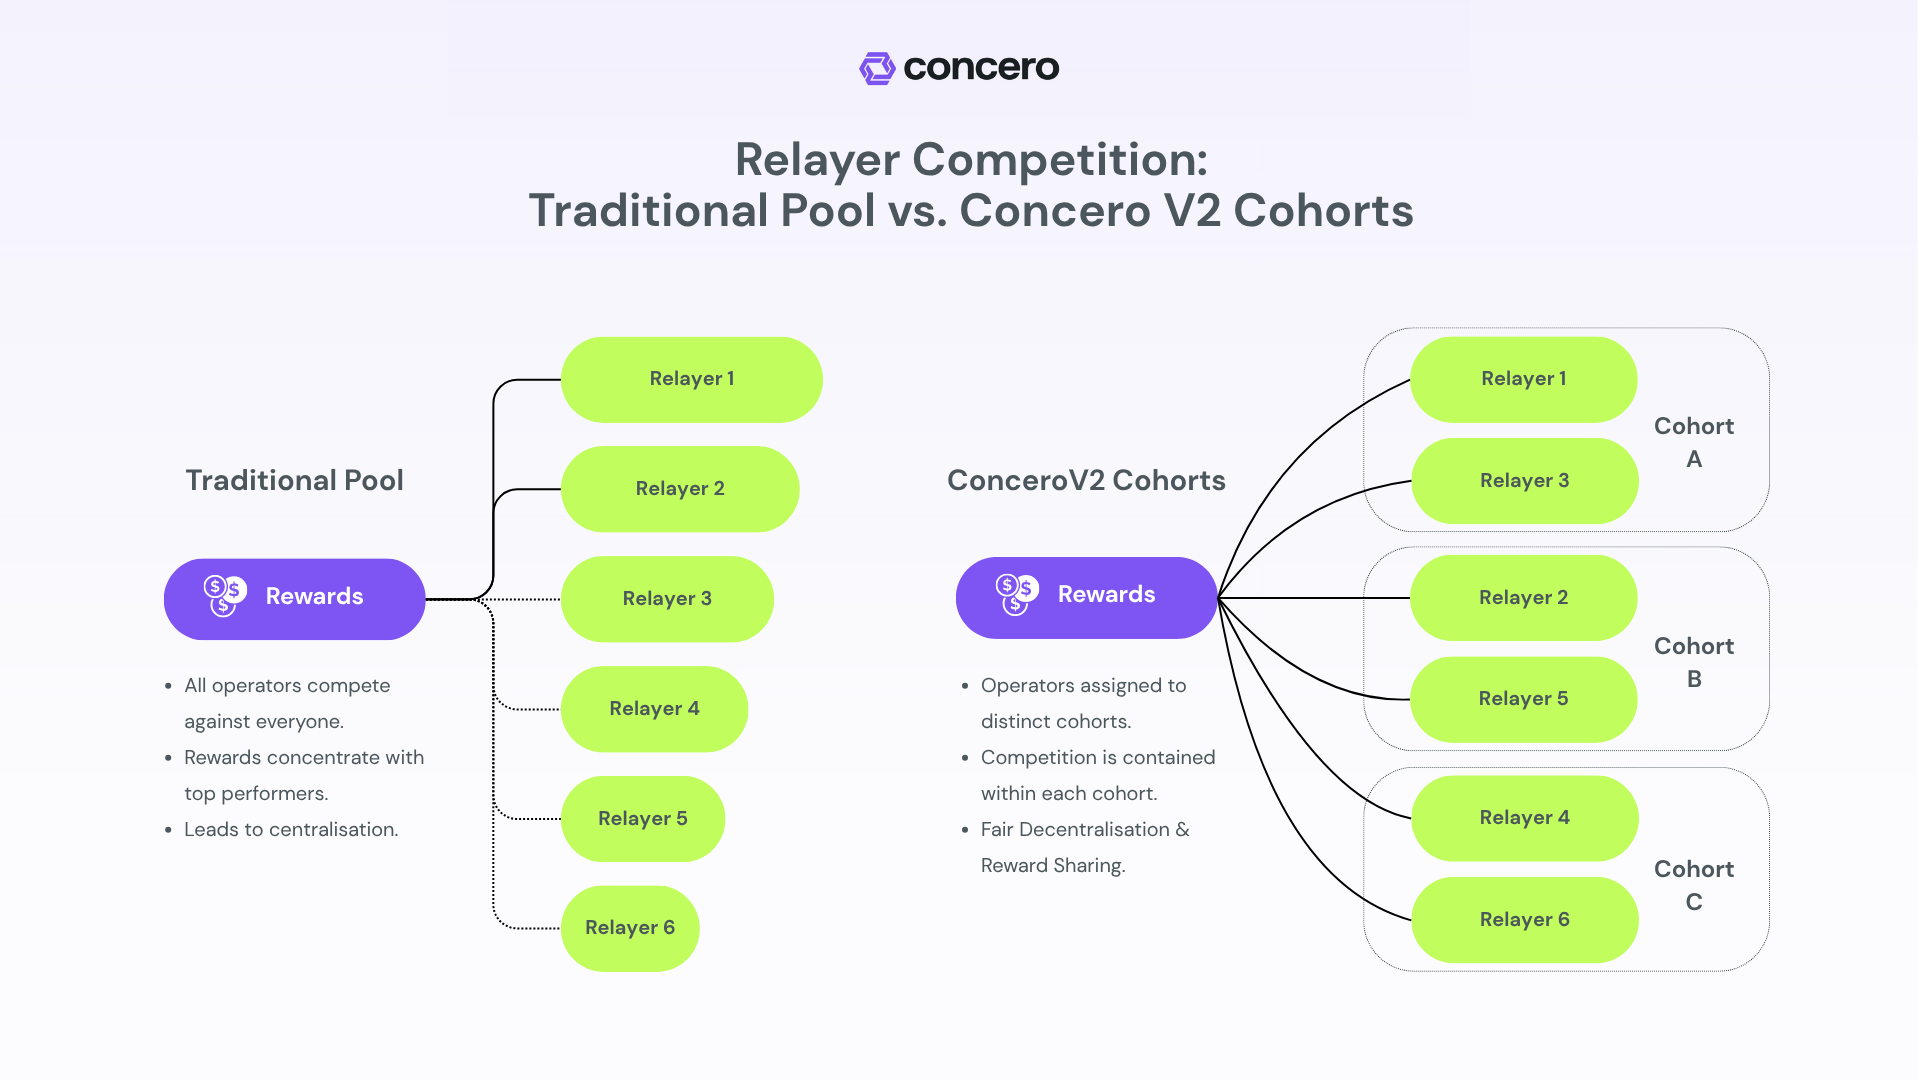 concero
Relayer Competition:
Traditional Pool vs. Concero V2 Cohorts
Traditional Pool
Rewards
• All operators compete
against everyone.
• Rewards concentrate with
top performers.
• Leads to centralisation.
Relayer 1
Relayer 2
Relayer 3
Relayer 4
Relayer 5
Relayer 6
ConceroV2 Cohorts
Rewards
• Operators assigned to
distinct cohorts.
• Competition is contained
within each cohort.
• Fair Decentralisation &
Reward Sharing.
Relayer 1
Relayer 3
Cohort
A
Relayer 2
Relayer 5
Cohort
B
Relayer 4
Relayer 6
Cohort
C